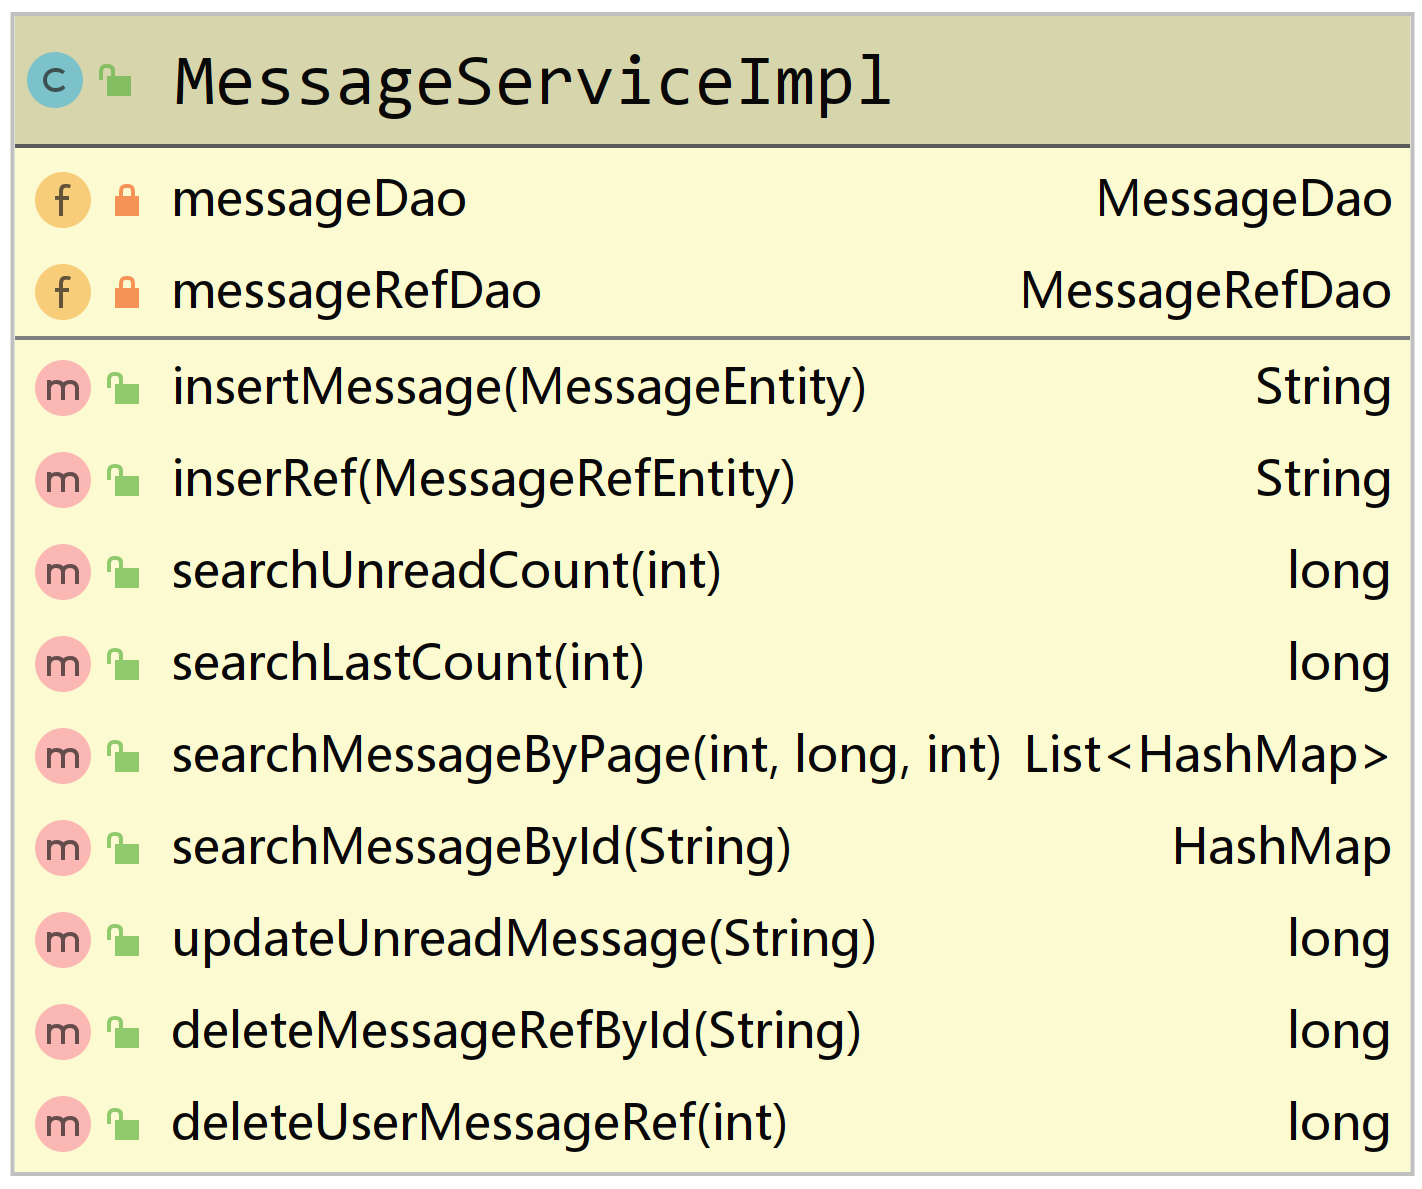 C MessageServiceImpl
f messageDao MessageDao
f messageRefDao MessageRefDao
m insertMessage(MessageEntity) String
m inserRef(MessageRefEntity) String
m searchUnreadCount(int) long
m searchLastCount(int) long
m searchMessageByPage(int, long, int) List<HashMap>
m searchMessageById(String) HashMap
m updateUnreadMessage(String) long
m deleteMessageRefById(String) long
m deleteUserMessageRef(int) long